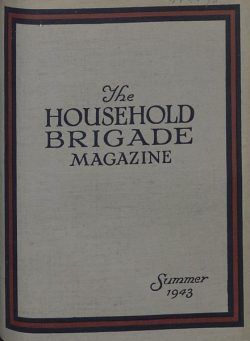 The
HOUSEHOLD
BRIGADE
MAGAZINE
Summer
1943